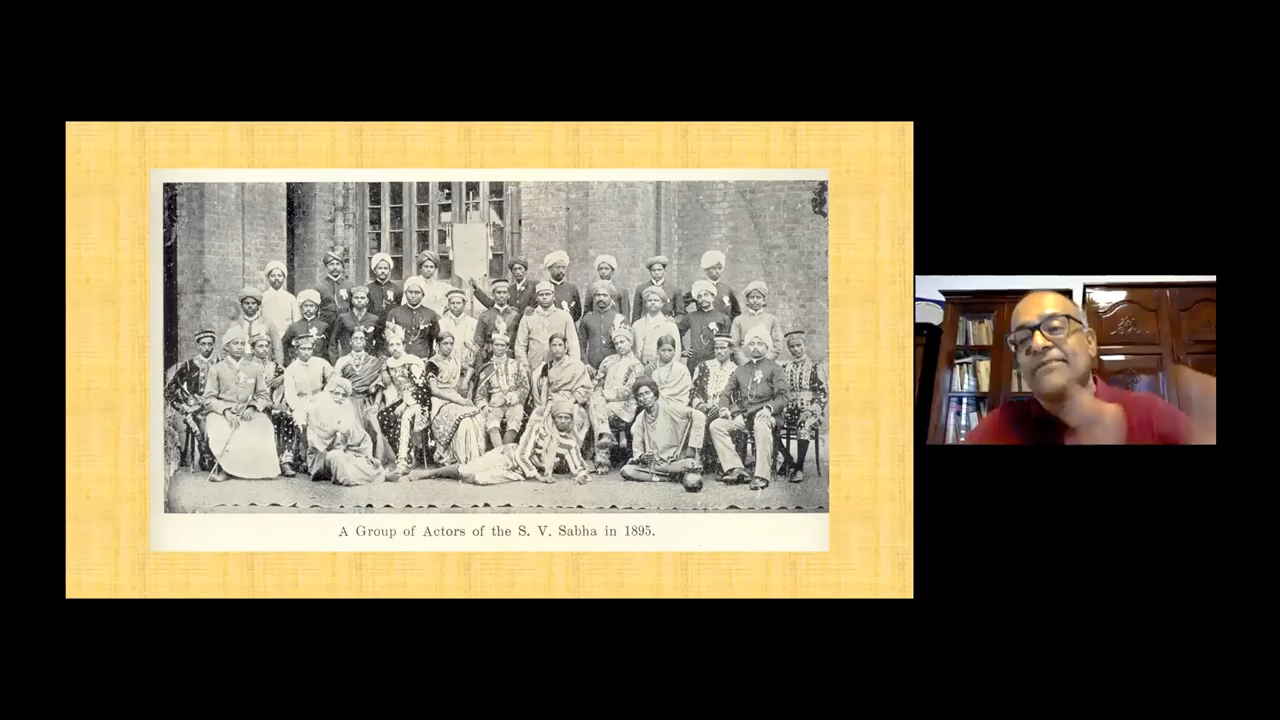 A Group of Actors of the S. V. Sabha in 1895.